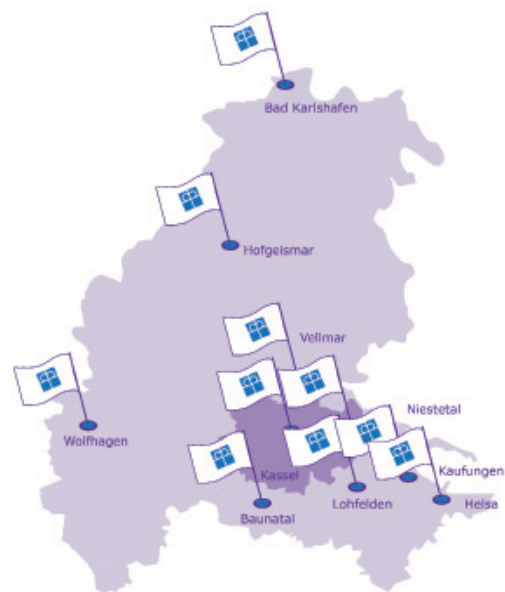 Bad Karlshafen
Hofgeismar
Vellmar
Niestetal
Wolfhagen
Kassel
Kaufungen
Lohfelden
Helsa
Baunatal